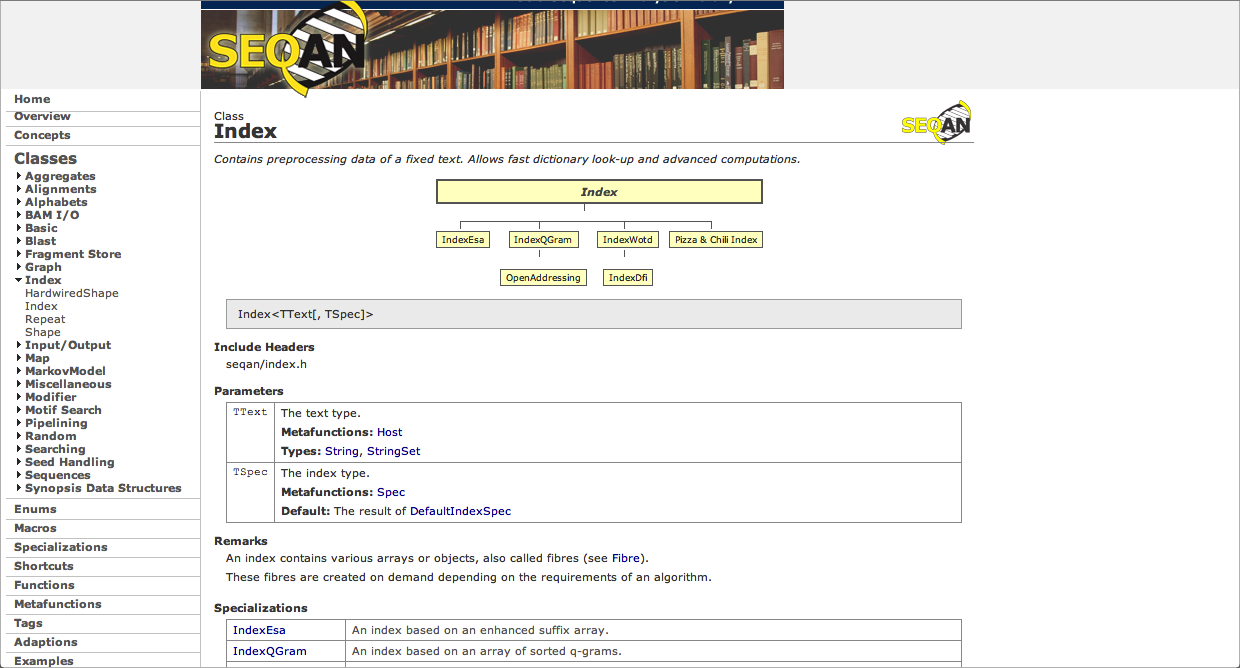 SEQAN
Home
Overview
Concepts
Classes
Aggregates
Alignments
Alphabets
BAM I/O
Basic
Blast
Fragment Store
Graph
Index
HardwiredShape
Index
Repeat
Shape
Input/Output
Map
MarkovModel
Miscellaneous
Modifier
Motif Search
Pipelining
Random
Searching
Seed Handling
Sequences
Synopsis Data Structures
Enums
Macros
Specializations
Shortcuts
Functions
Metafunctions
Tags
Adaptions
Examples
Class
Index
SEQAN
Contains preprocessing data of a fixed text. Allows fast dictionary look-up and advanced computations.
Index
IndexEsa IndexQGram IndexWotd Pizza & Chili Index
OpenAddressing IndexDfi
Index<TText[, TSpec]>
Include Headers
seqan/index.h
Parameters
TText The text type.
Metafunctions: Host
Types: String, StringSet
TSpec The index type.
Metafunctions: Spec
Default: The result of DefaultIndexSpec
Remarks
An index contains various arrays or objects, also called fibres (see Fibre).
These fibres are created on demand depending on the requirements of an algorithm.
Specializations
IndexEsa An index based on an enhanced suffix array.
IndexQGram An index based on an array of sorted q-grams.